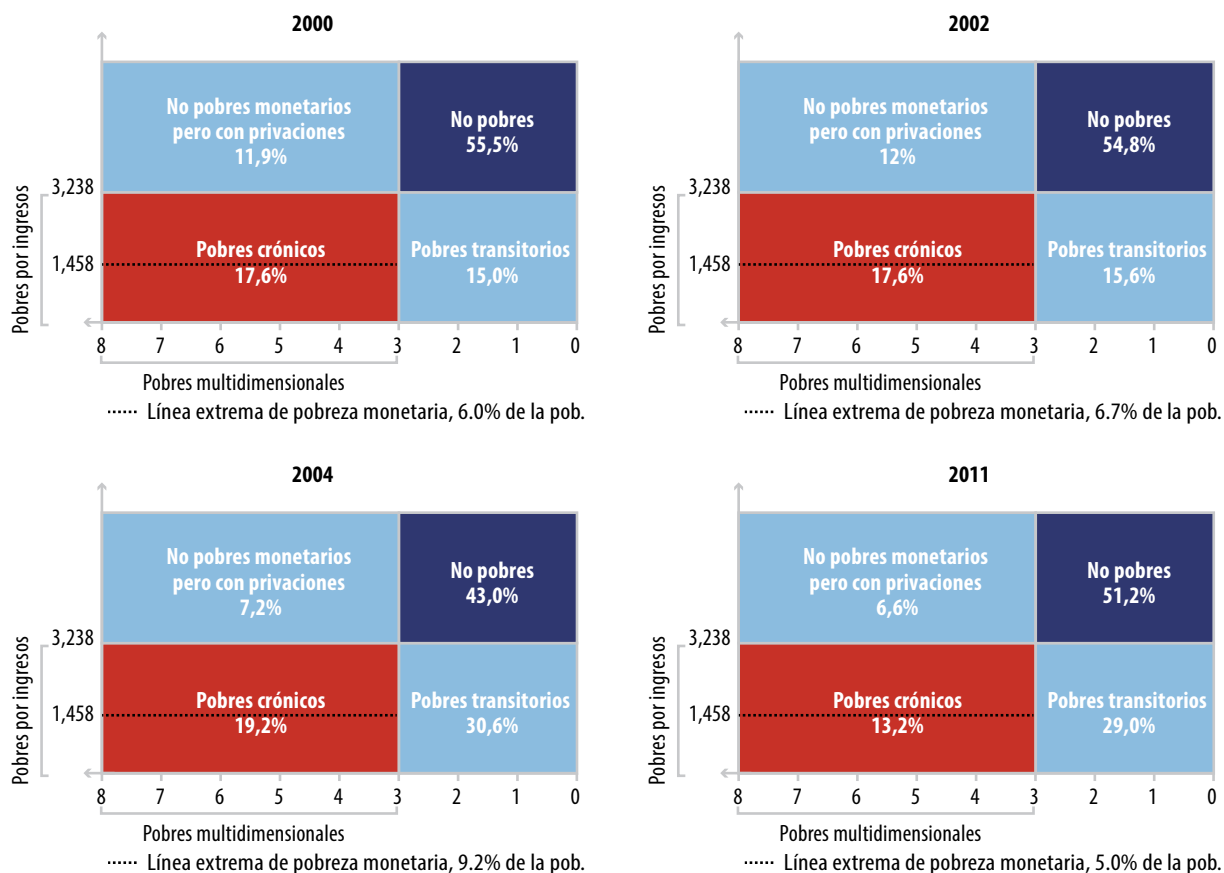 2000
No pobres monetarios
pero con privaciones
11,9%
No pobres
55,5%
Pobres por ingresos
3,238
1,458
Pobres crónicos
17,6%
Pobres transitorios
15,0%
8 7 6 5 4 3 2 1 0
Pobres multidimensionales
...... Línea extrema de pobreza monetaria, 6.0% de la pob.
2002
No pobres monetarios
pero con privaciones
12%
No pobres
54,8%
Pobres por ingresos
3,238
1,458
Pobres crónicos
17,6%
Pobres transitorios
15,6%
8 7 6 5 4 3 2 1 0
Pobres multidimensionales
...... Línea extrema de pobreza monetaria, 6.7% de la pob.
2004
No pobres monetarios
pero con privaciones
7,2%
No pobres
43,0%
Pobres por ingresos
3,238
1,458
Pobres crónicos
19,2%
Pobres transitorios
30,6%
8 7 6 5 4 3 2 1 0
Pobres multidimensionales
...... Línea extrema de pobreza monetaria, 9.2% de la pob.
2011
No pobres monetarios
pero con privaciones
6,6%
No pobres
51,2%
Pobres por ingresos
3,238
1,458
Pobres crónicos
13,2%
Pobres transitorios
29,0%
8 7 6 5 4 3 2 1 0
Pobres multidimensionales
...... Línea extrema de pobreza monetaria, 5.0% de la pob.